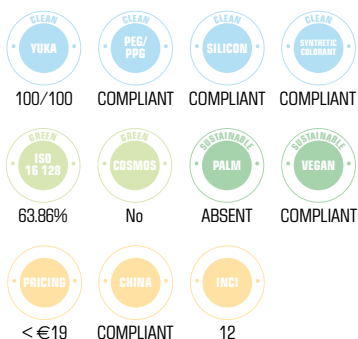 CLEAN CLEAN CLEAN CLEAN
YUKA PEG/ PPG SILICON SYNTHETIC COLORANT
100/100 COMPLIANT COMPLIANT COMPLIANT
GREEN GREEN SUSTAINABLE SUSTAINABLE
ISO 16 128 COSMOS PALM VEGAN
63.86% No ABSENT COMPLIANT
PRICING CHINA INCI
<€19 COMPLIANT 12